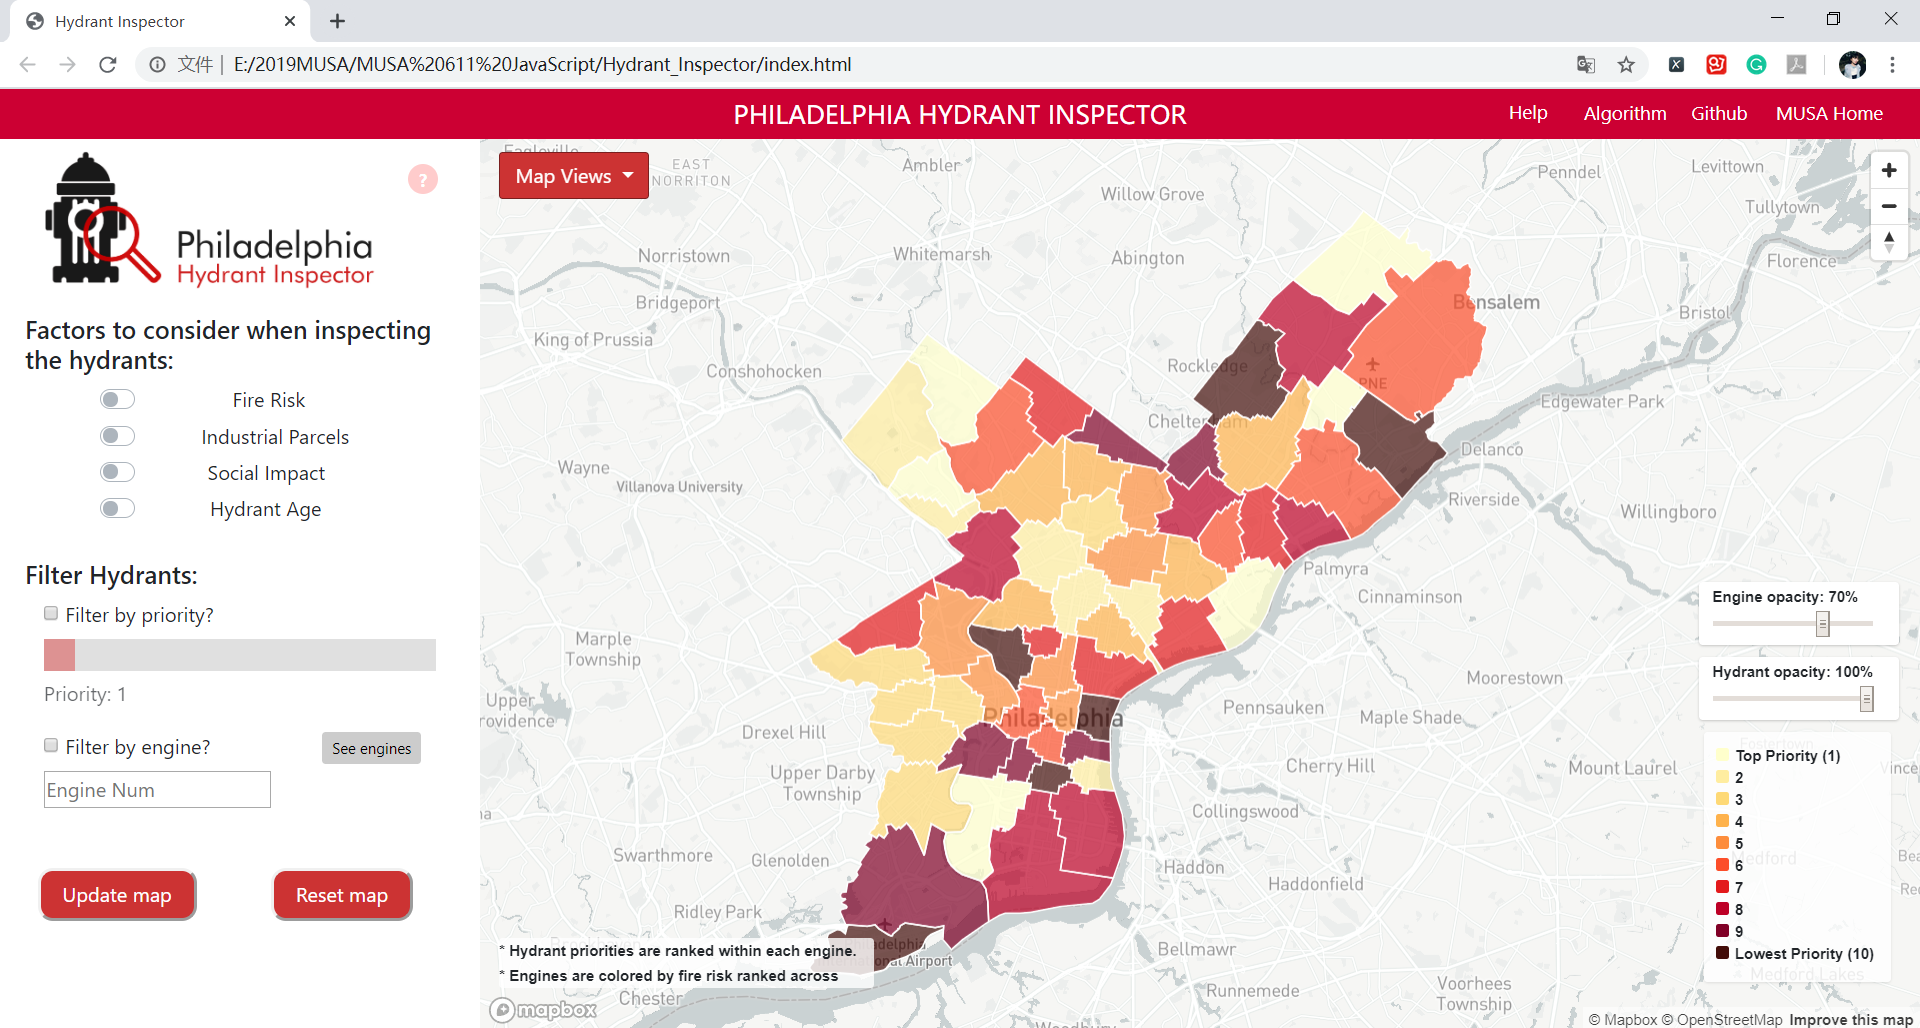 Hydrant Inspector
文件 | E:/2019MUSA/MUSA%20611%20JavaScript/Hydrant_Inspector/index.html
PHILADELPHIA HYDRANT INSPECTOR
Help
Algorithm
Github
MUSA Home
?
Philadelphia
Hydrant Inspector
Factors to consider when inspecting
the hydrants:
Fire Risk
Industrial Parcels
Social Impact
Hydrant Age
Filter Hydrants:
Filter by priority?
Priority: 1
Filter by engine?
See engines
Engine Num
Update map
Reset map
Map Views
Eagleville
EAST
NORRITON
Ambler
Willow Grove
Penndel
Levittown
Tullytown
Norristown
Whitemarsh
Abington
Florence
Bridgeport
Bensalem
Bristol
King of Prussia
Conshohocken
Rockledge
PNE
Edgewater Park
Cheltenham
Delanco
Wayne
Villanova University
Riverside
Willingboro
Palmyra
Cinnaminson
Marple
Township
Moorestown
Upper
Providence
Philadelphia
Pennsauken
Maple Shade
Drexel Hill
Cherry Hill
Mount Laurel
Upper Darby
Township
Collingswood
Swarthmore
Glenolden
Haddon
Haddonfield
Medford
Ridley Park
Bellmawr
Medford Lakes
Chester
Runnemede
Voorhees
Township
Engine opacity: 70%
Hydrant opacity: 100%
Top Priority (1)
2
3
4
5
6
7
8
9
Lowest Priority (10)
* Hydrant priorities are ranked within each engine.
* Engines are colored by fire risk ranked across
mapbox
© Mapbox © OpenStreetMap Improve this map